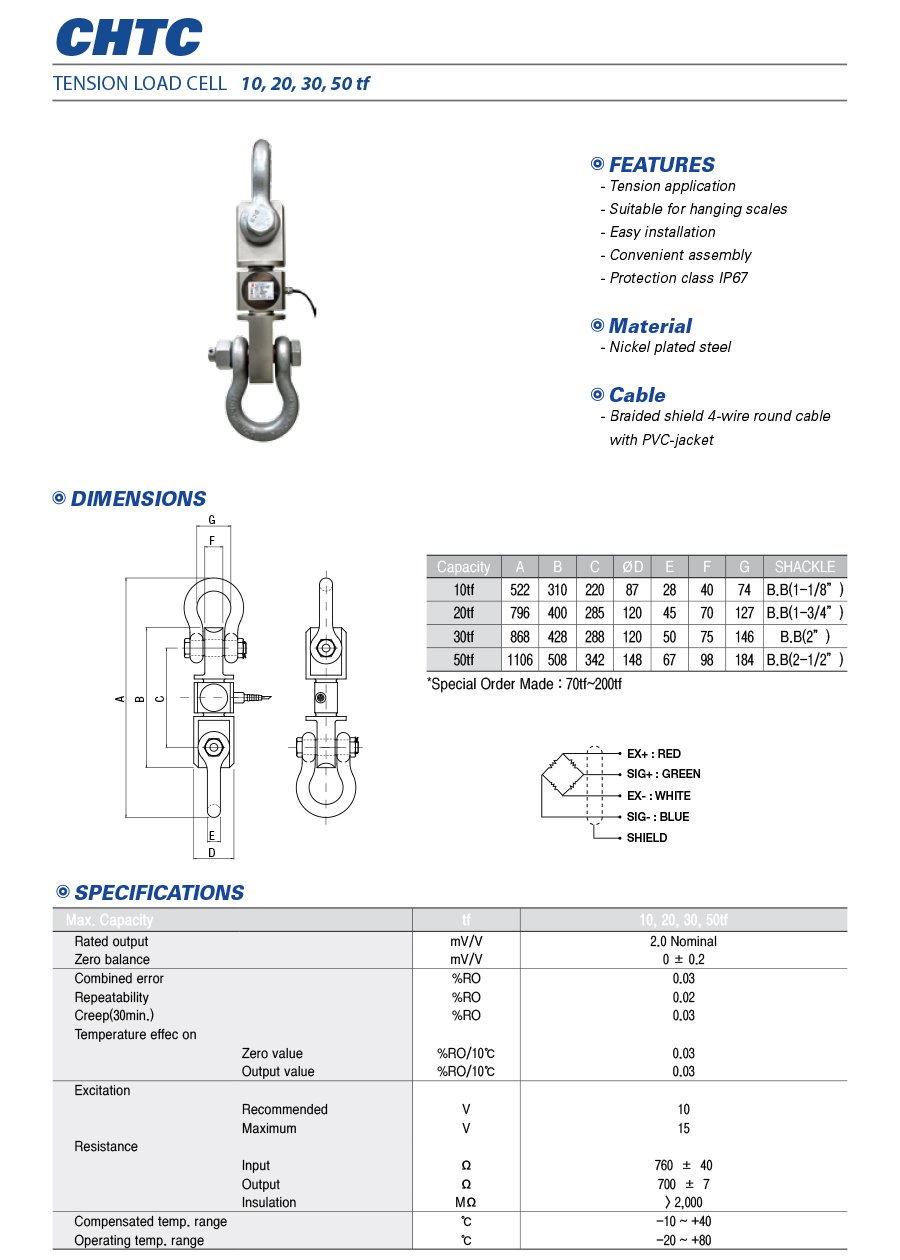 CHTC
TENSION LOAD CELL 10, 20, 30, 50 tf
FEATURES
- Tension application
- Suitable for hanging scales
- Easy installation
- Convenient assembly
- Protection class IP67
Material
- Nickel plated steel
Cable
- Braided shield 4-wire round cable
with PVC-jacket
DIMENSIONS
G
F
A
B
C
E
D
Capacity A B C ØD E F G SHACKLE
10tf 522 310 220 87 28 40 74 B.B(1-1/8" )
20tf 796 400 285 120 45 70 127 B.B(1-3/4" )
30tf 868 428 288 120 50 75 146 B.B(2" )
50tf 1106 508 342 148 67 98 184 B.B(2-1/2" )
*Special Order Made : 70tf~200tf
EX+ : RED
SIG+ : GREEN
EX- : WHITE
SIG- : BLUE
SHIELD
SPECIFICATIONS
Max. Capacity tf 10, 20, 30, 50tf
Rated output mV/V 2.0 Nominal
Zero balance mV/V 0 ± 0.2
Combined error %RO 0.03
Repeatability %RO 0.02
Creep(30min.) %RO 0.03
Temperature effec on
Zero value %RO/10℃ 0.03
Output value %RO/10℃ 0.03
Excitation
Recommended V 10
Maximum V 15
Resistance
Input Ω 760 ± 40
Output Ω 700 ± 7
Insulation MΩ 〉2,000
Compensated temp. range ℃ -10 ~ +40
Operating temp. range ℃ -20 ~ +80